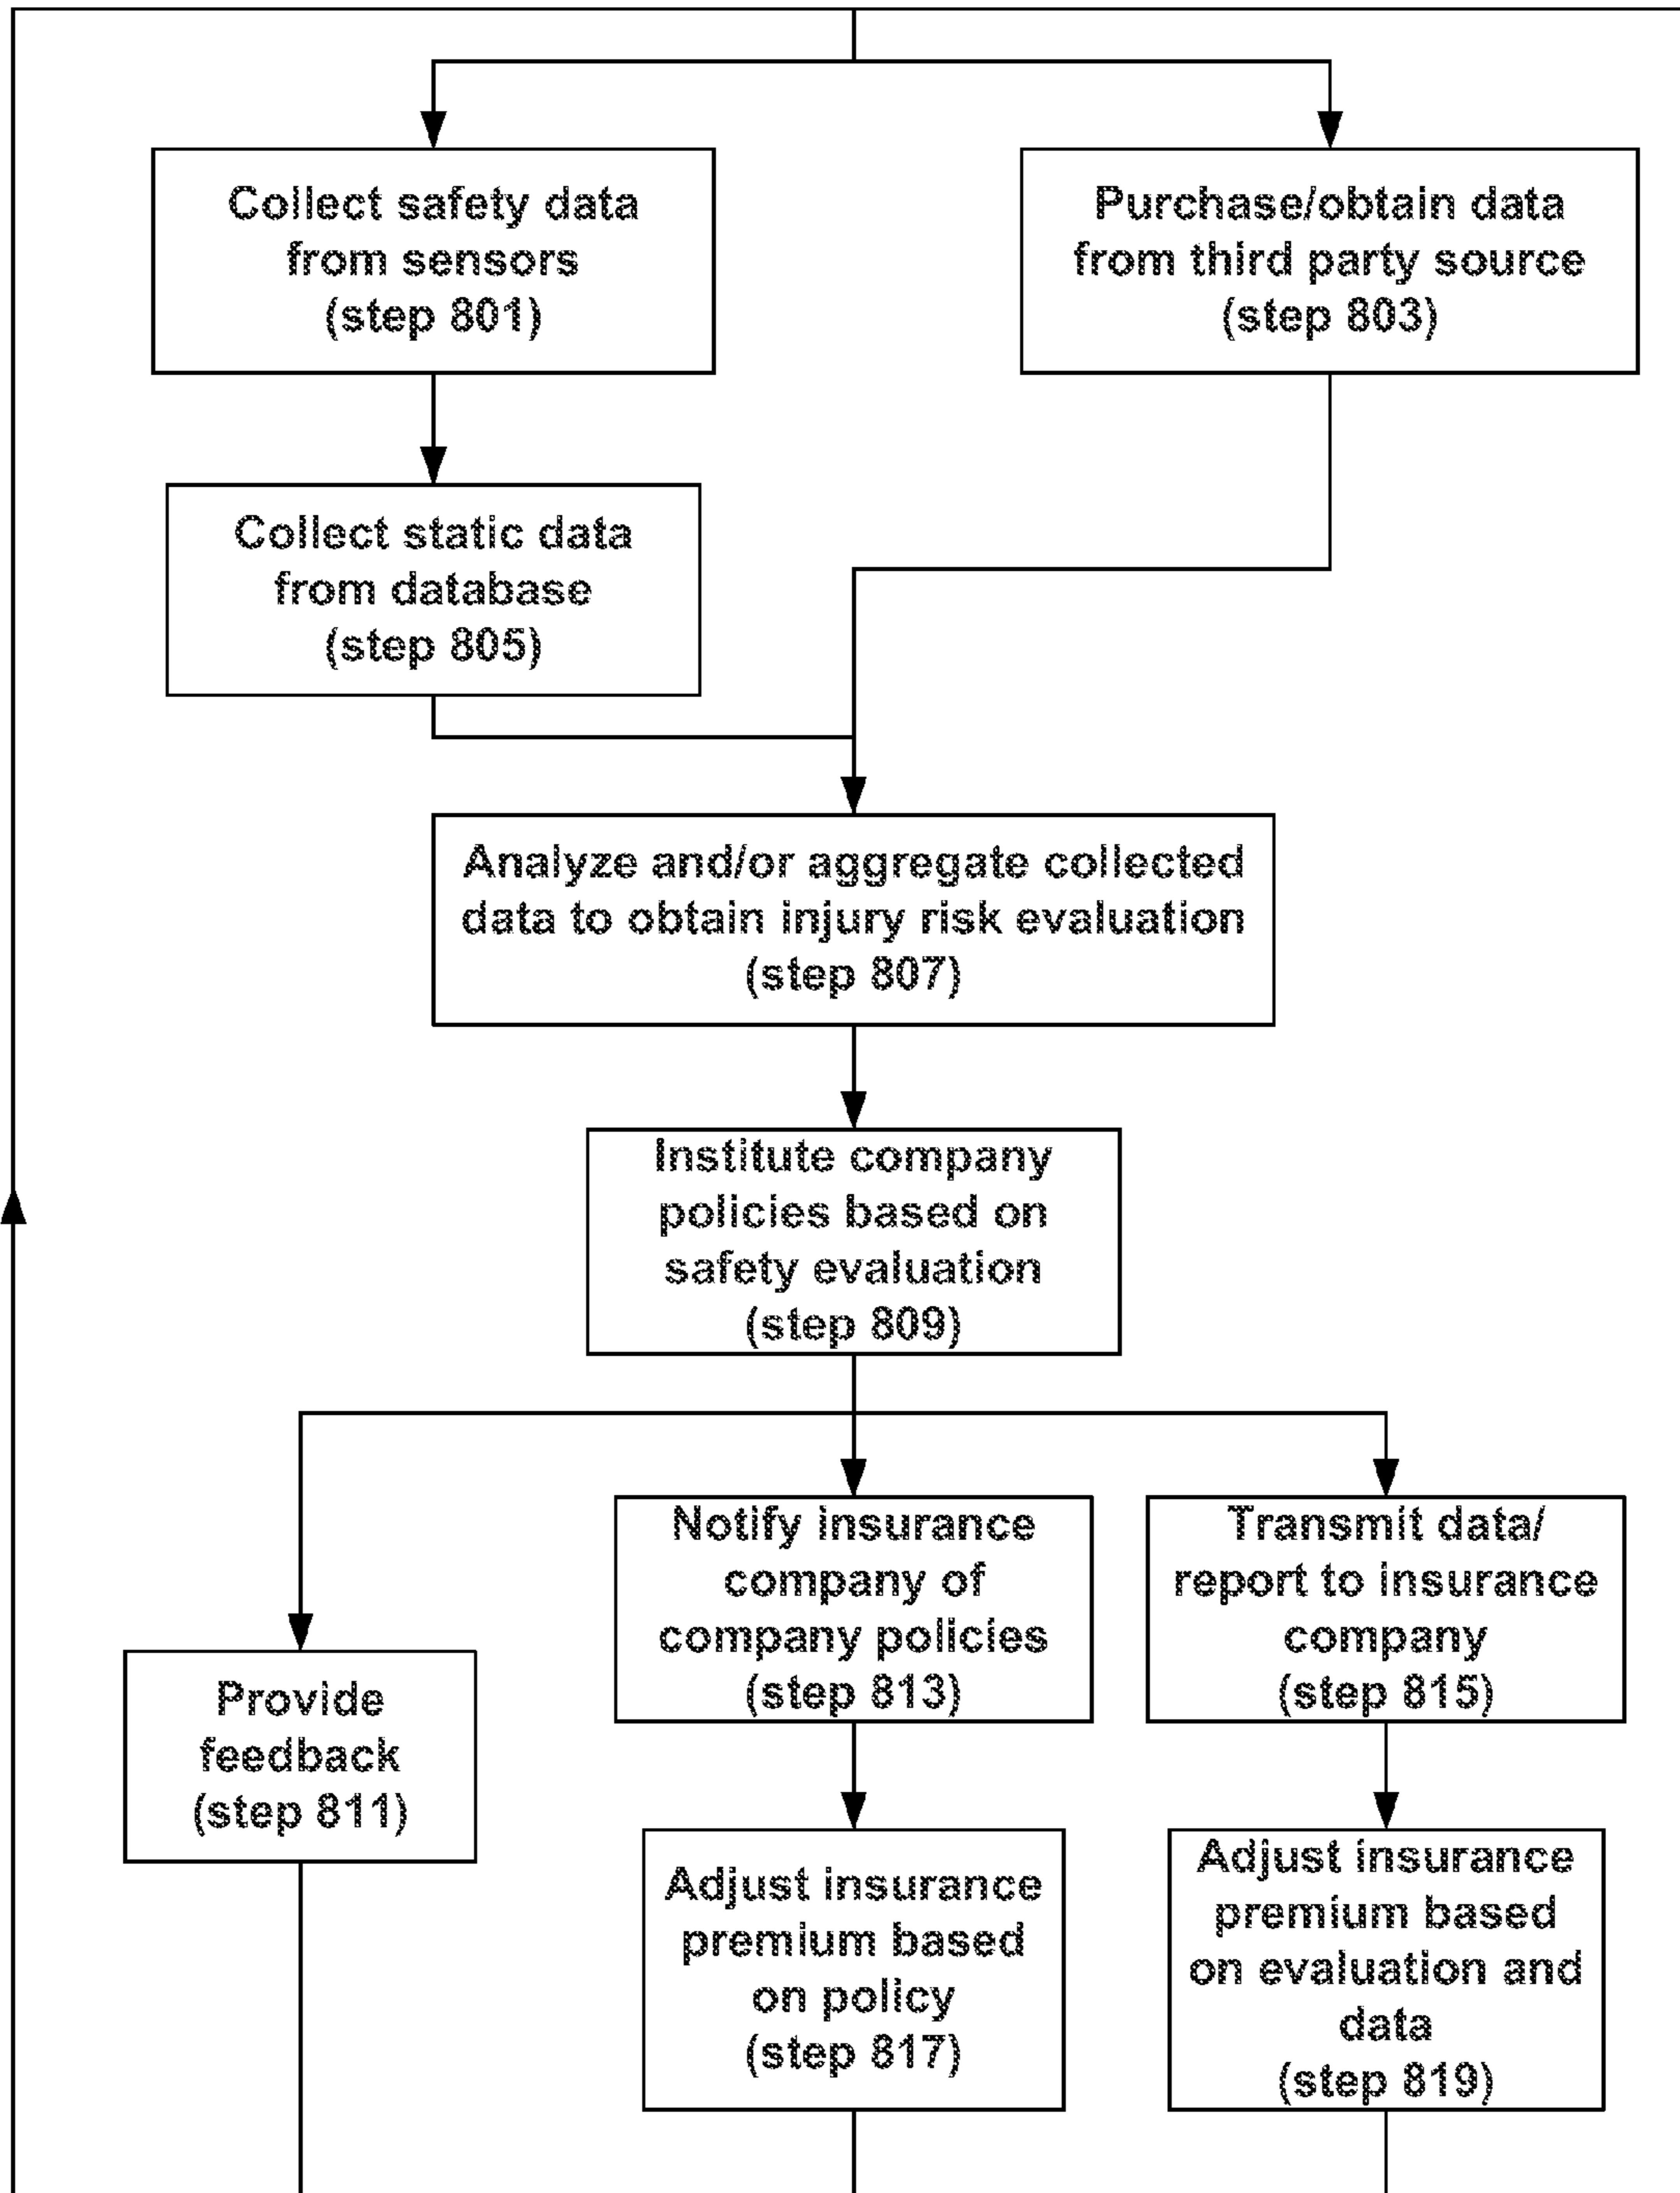 Collect safety data
from sensors
(step 801)
Purchase/obtain data
from third party source
(step 803)
Collect static data
from database
(step 805)
Analyze and/or aggregate collected
data to obtain injury risk evaluation
(step 807)
Institute company
policies based on
safety evaluation
(step 809)
Notify insurance
company of
company policies
(step 813)
Transmit data/
report to insurance
company
(step 815)
Provide
feedback
(step 811)
Adjust insurance
premium based
on policy
(step 817)
Adjust insurance
premium based
on evaluation and
data
(step 819)